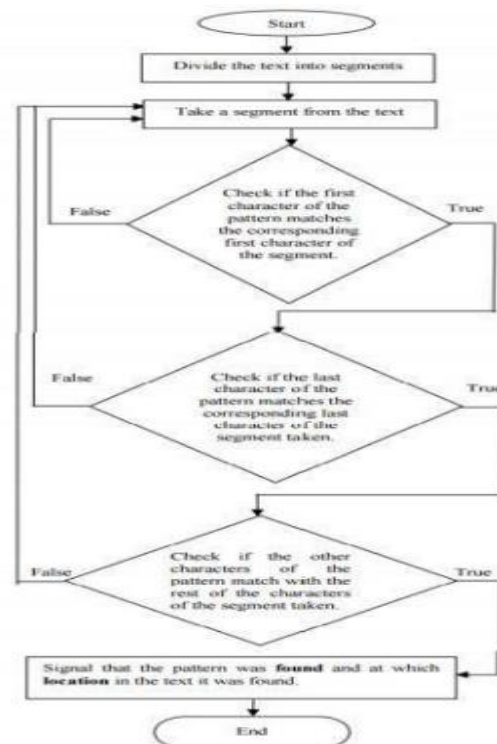 Start
Divide the text into segments
Take a segment from the text
Check if the first
character of the
False
pattern matches
True
the corresponding
first character of
the segment.
Check if the last
False
character of the
True
pattern matches the
corresponding last
character of the
segment taken.
Check if the other
characters of the
False
pattern match with the
True
rest of the characters
of the segment taken.
Signal that the pattern was found and at which
location in the text it was found.
End